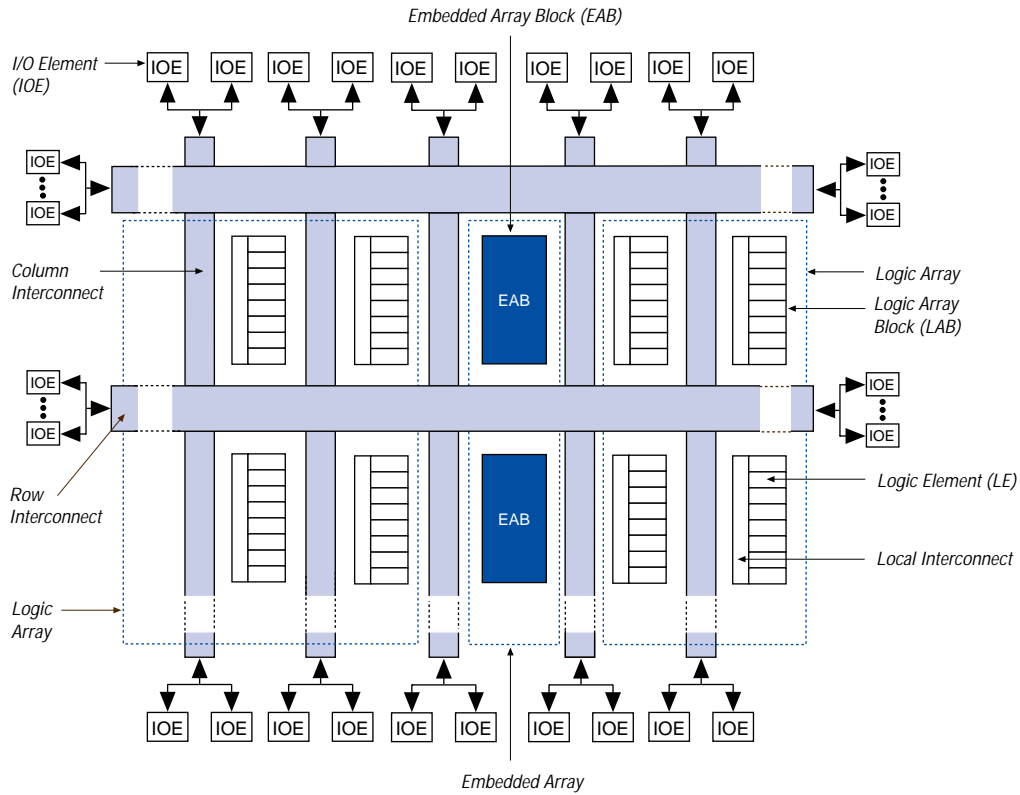 Embedded Array Block (EAB)
I/O Element
(IOE)
IOE IOE IOE IOE IOE IOE IOE IOE IOE IOE
IOE IOE
IOE IOE
Column
Interconnect
EAB
Logic Array
Logic Array
Block (LAB)
IOE IOE
IOE IOE
Row
Interconnect
EAB
Logic Element (LE)
Local Interconnect
Logic
Array
IOE IOE IOE IOE IOE IOE IOE IOE IOE IOE
Embedded Array